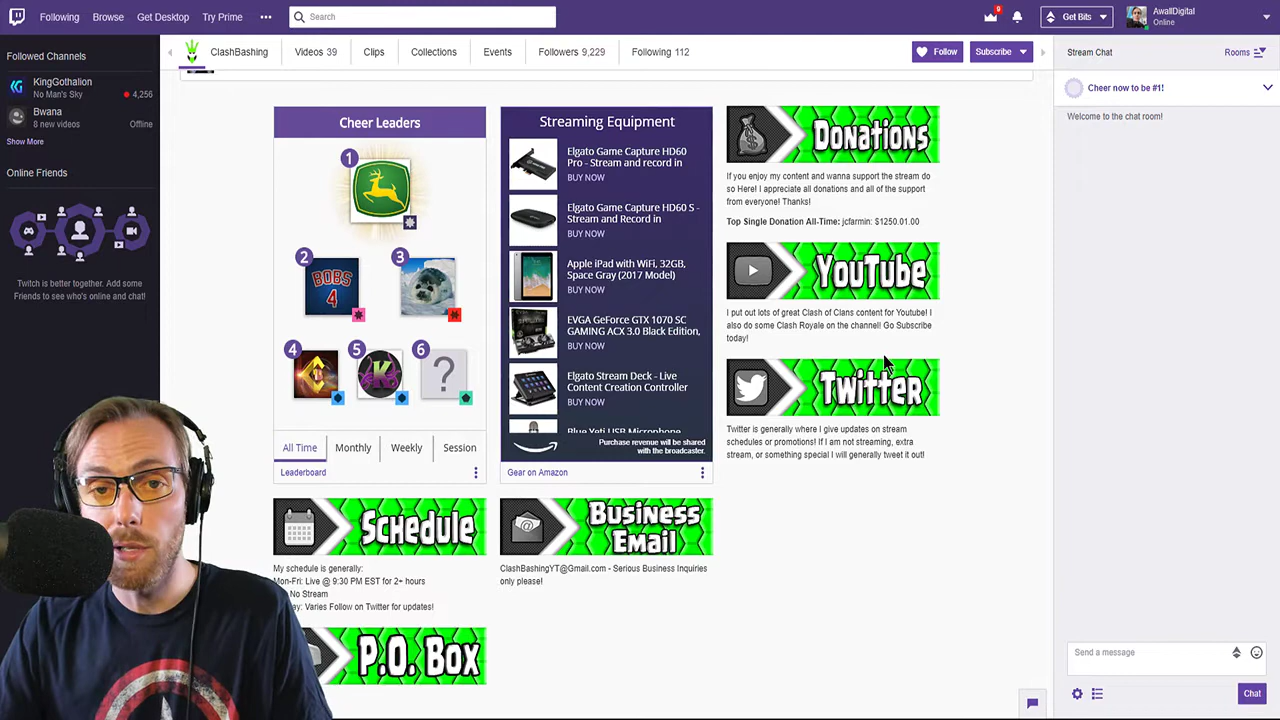 Following
Browse
Get Desktop
Try Prime
Search
9
Get Bits
AwallDigital
Online
Followed Channels
KingGothalion
No Man's Sky
4,256
Bwana
8 new videos
Offline
Show More
Online Friends
Twitch is better together. Add some
Friends to see who's online and chat!
ClashBashing
Videos 39
Clips
Collections
Events
Followers 9,229
Following 112
Follow
Subscribe
Cheer Leaders
1
2
3
BOBS
4
4
5
6
K
?
All Time
Monthly
Weekly
Session
Leaderboard
Streaming Equipment
Elgato Game Capture HD60
Pro - Stream and record in
BUY NOW
Elgato Game Capture HD60 S -
Stream and Record in
BUY NOW
Apple iPad with WiFi, 32GB,
Space Gray (2017 Model)
BUY NOW
EVGA GeForce GTX 1070 SC
GAMING ACX 3.0 Black Edition,
BUY NOW
Elgato Stream Deck - Live
Content Creation Controller
BUY NOW
Blue Yeti USB Microphone
Purchase revenue will be shared
with the broadcaster.
Gear on Amazon
Donations
If you enjoy my content and wanna support the stream do
so Here! I appreciate all donations and all of the support
from everyone! Thanks!
Top Single Donation All-Time: jcfarmin: $1250.01.00
YouTube
I put out lots of great Clash of Clans content for Youtube! I
also do some Clash Royale on the channel! Go Subscribe
today!
Twitter
Twitter is generally where I give updates on stream
schedules or promotions! If I am not streaming, extra
stream, or something special I will generally tweet it out!
Schedule
My schedule is generally:
Mon-Fri: Live @ 9:30 PM EST for 2+ hours
No Stream
Varies Follow on Twitter for updates!
Business
Email
ClashBashingYT@Gmail.com - Serious Business Inquiries
only please!
P.O. Box
Stream Chat
Rooms
Cheer now to be #1!
Welcome to the chat room!
Send a message
Chat